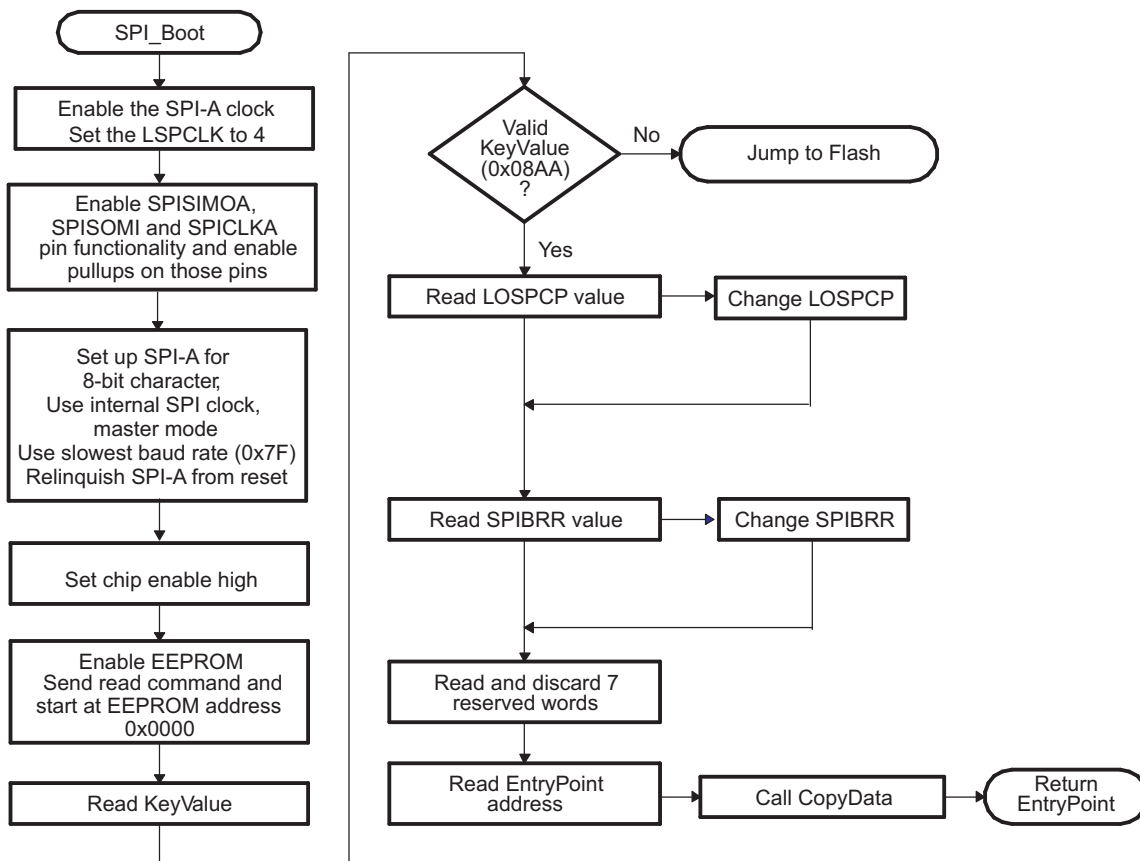 SPI_Boot
Enable the SPI-A clock
Set the LSPCLK to 4
Enable SPISIMOA,
SPISOMI and SPICLKA
pin functionality and enable
pullups on those pins
Set up SPI-A for
8-bit character,
Use internal SPI clock,
master mode
Use slowest baud rate (0x7F)
Relinquish SPI-A from reset
Set chip enable high
Enable EEPROM
Send read command and
start at EEPROM address
0x0000
Read KeyValue
Valid
KeyValue
(0x08AA)
?
No
Jump to Flash
Yes
Read LOSPCP value
Change LOSPCP
Read SPIBRR value
Change SPIBRR
Read and discard 7
reserved words
Read EntryPoint
address
Call CopyData
Return
EntryPoint